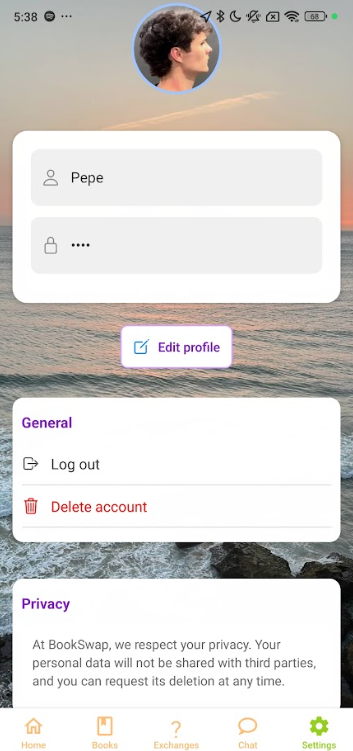 5:38
68
Pepe
••••
Edit profile
General
Log out
Delete account
Privacy
At BookSwap, we respect your privacy. Your
personal data will not be shared with third parties,
and you can request its deletion at any time.
Home Books Exchanges Chat Settings